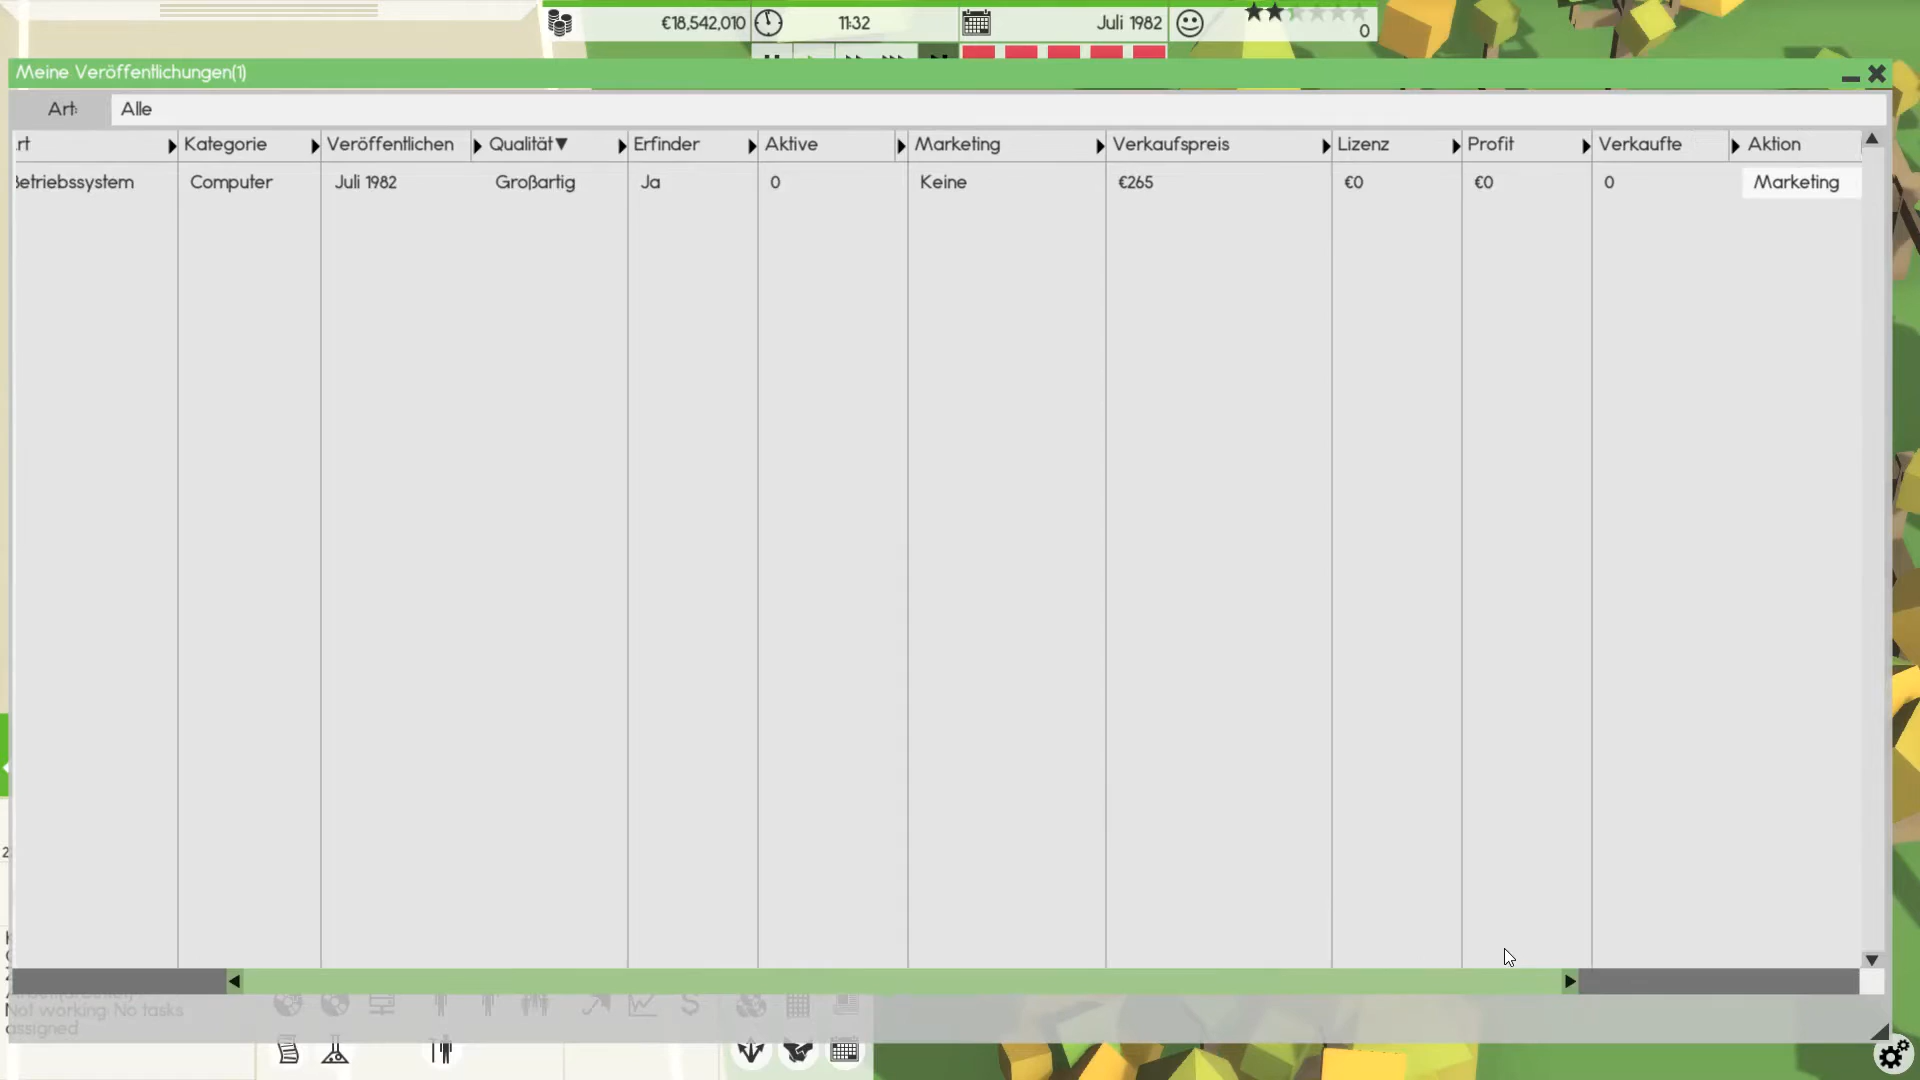 €18,542,010 11:32 Juli 1982
0
Meine Veröffentlichungen(1)
Art: Alle
rt Kategorie Veröffentlichen Qualität▼ Erfinder Aktive Marketing Verkaufspreis Lizenz Profit Verkaufte Aktion
Betriebssystem Computer Juli 1982 Großartig Ja 0 Keine €265 €0 €0 0 Marketing
2
Not working: No tasks
assigned